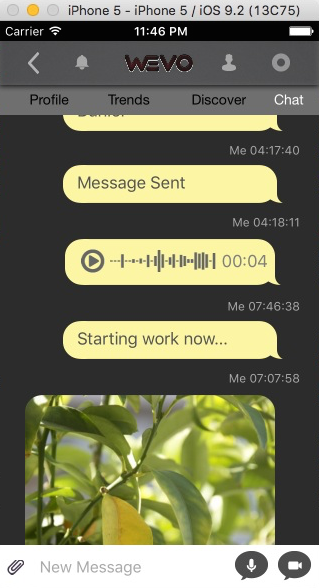 iPhone 5 - iPhone 5 / iOS 9.2 (13C75)
Carrier 11:46 PM
WEVO
Profile Trends Discover Chat
Me 04:17:40
Message Sent
Me 04:18:11
00:04
Me 07:46:38
Starting work now...
Me 07:07:58
New Message